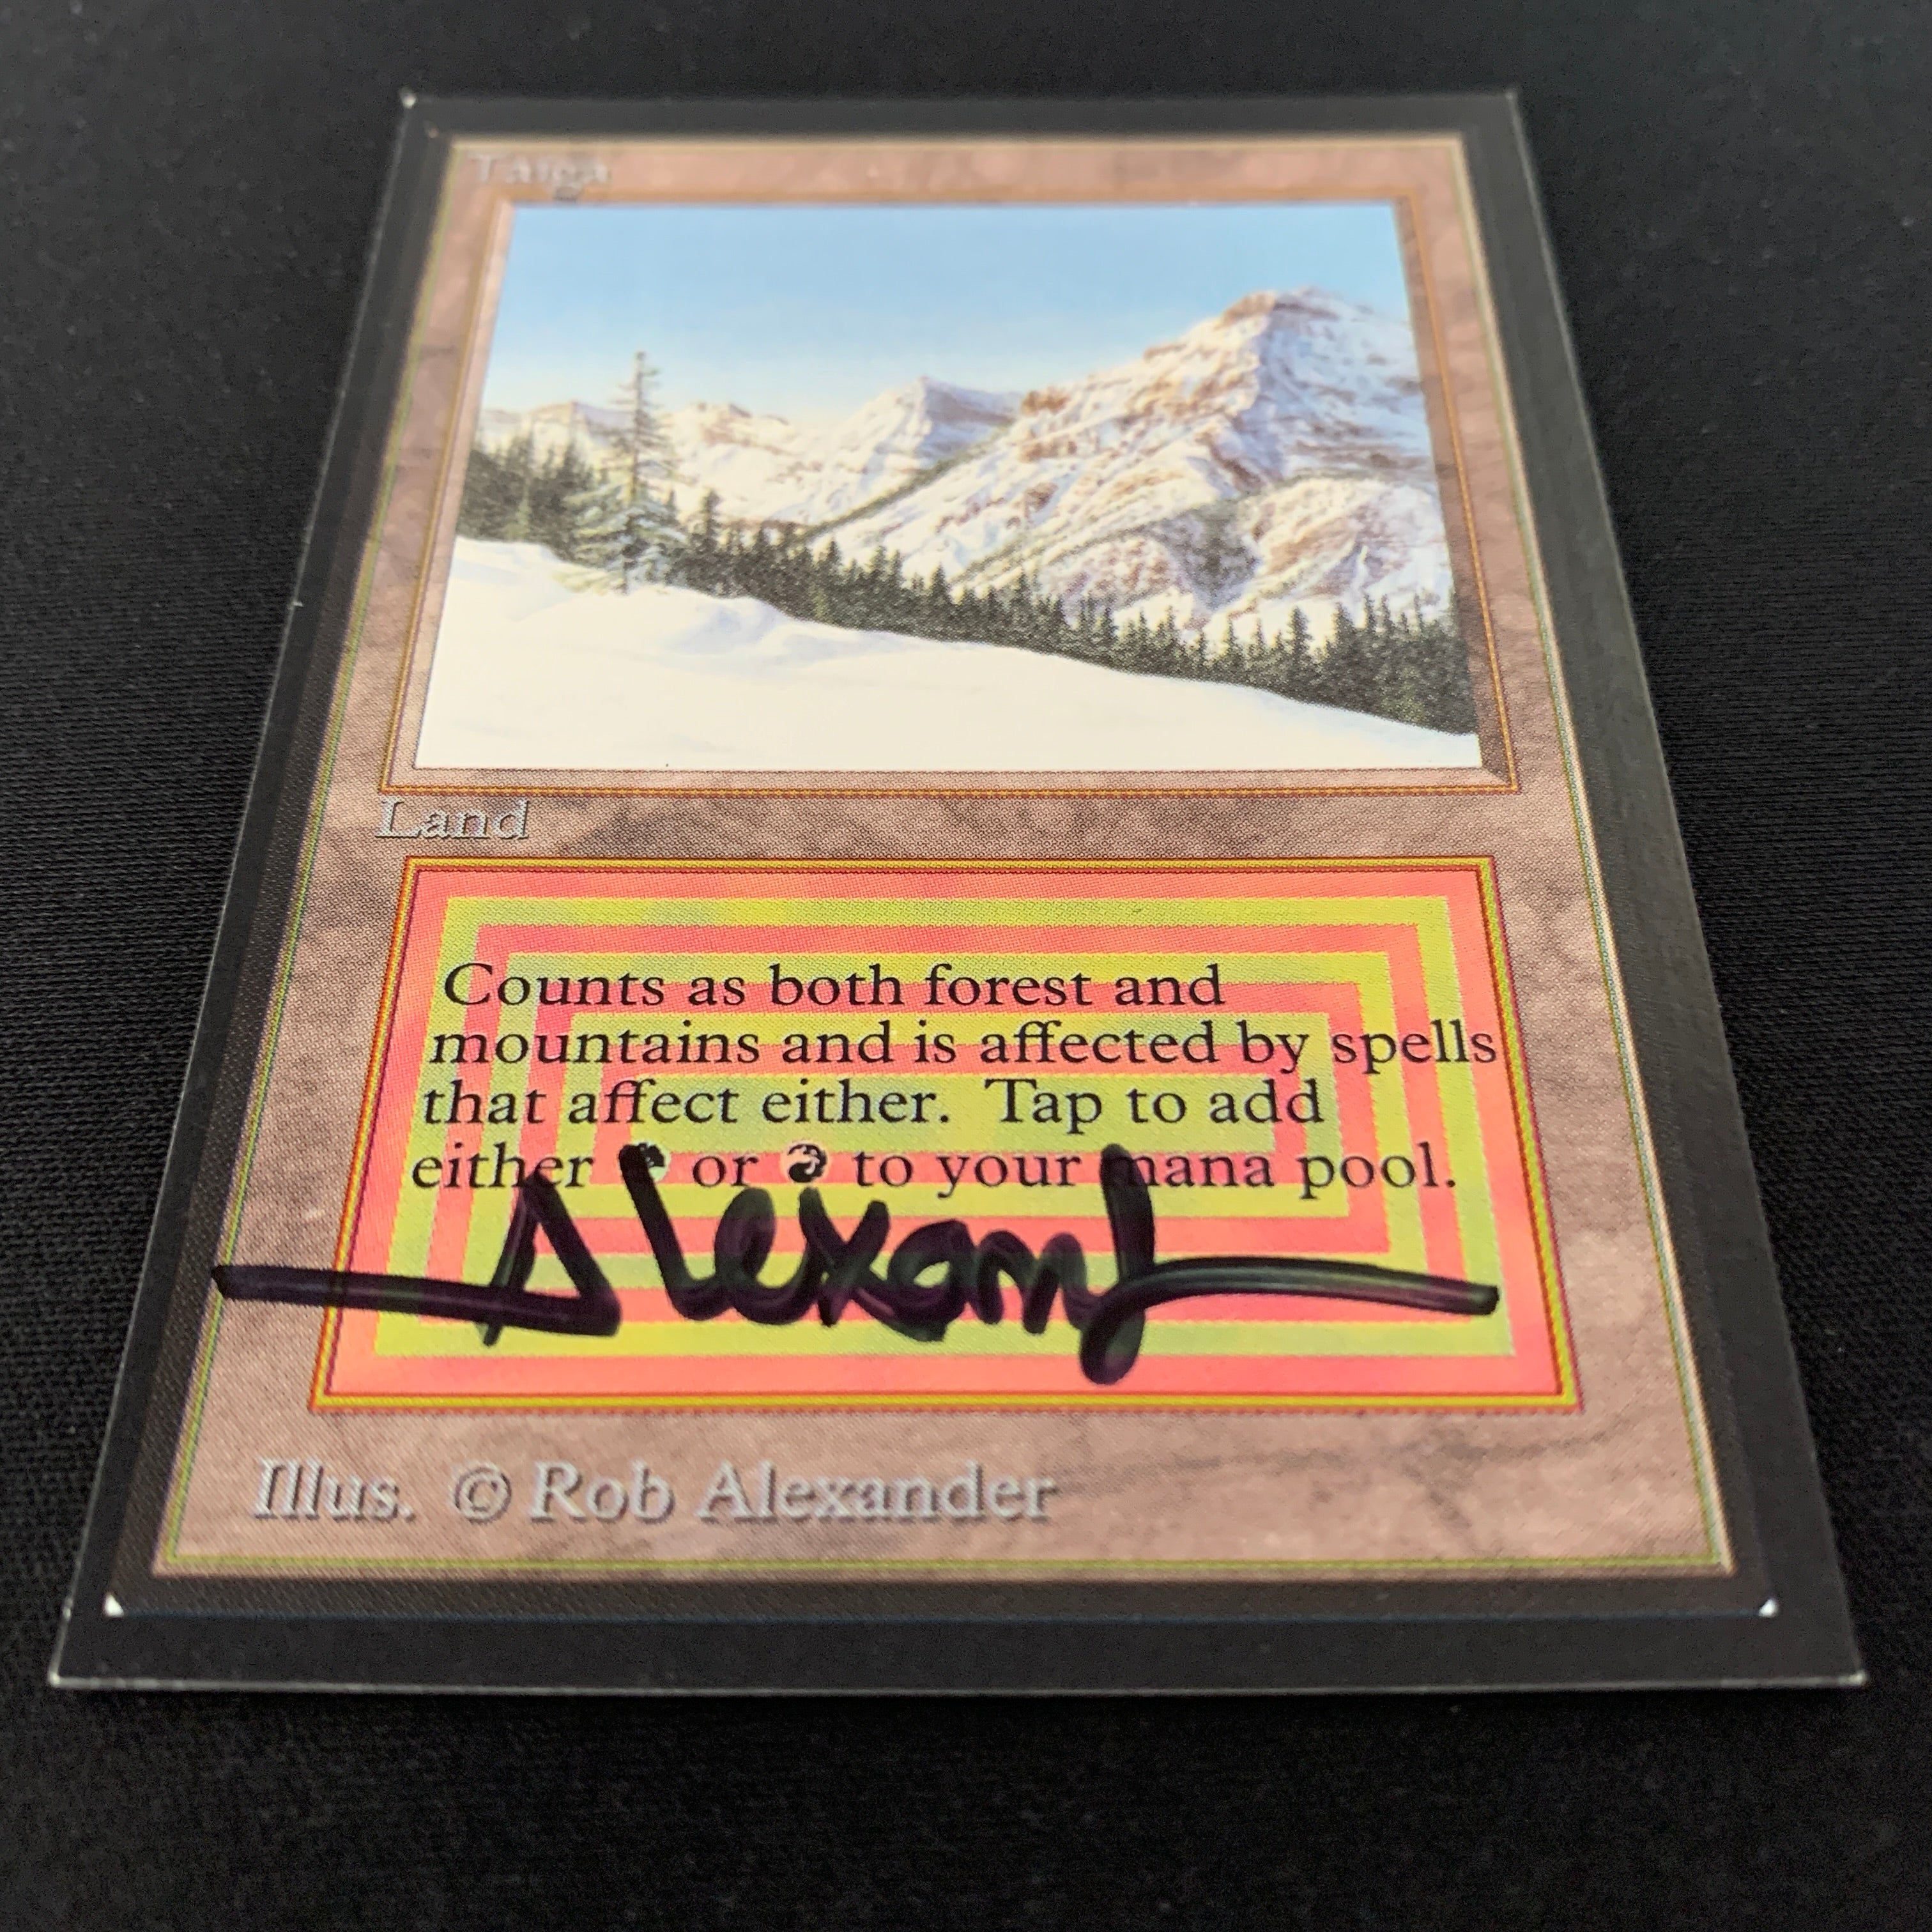 Taiga
Land
Counts as both forest and
mountains and is affected by spells
that affect either. Tap to add
either or to your mana pool.
Alexand
Illus. © Rob Alexander